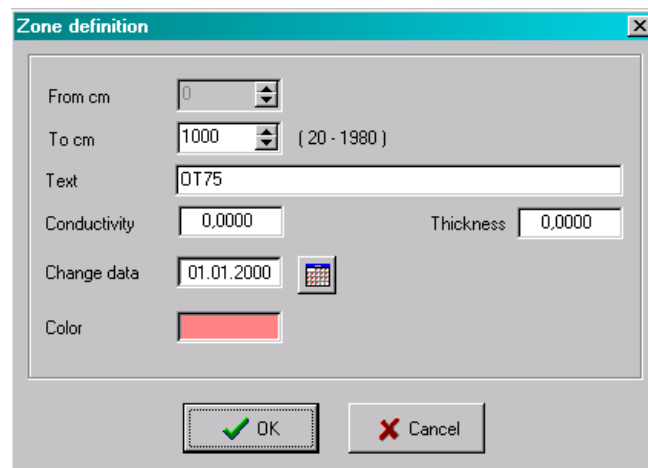 Zone definition
From cm 0
To cm 1000 ( 20 - 1980 )
Text OT75
Conductivity 0,0000 Thickness 0,0000
Change data 01.01.2000
Color
OK Cancel